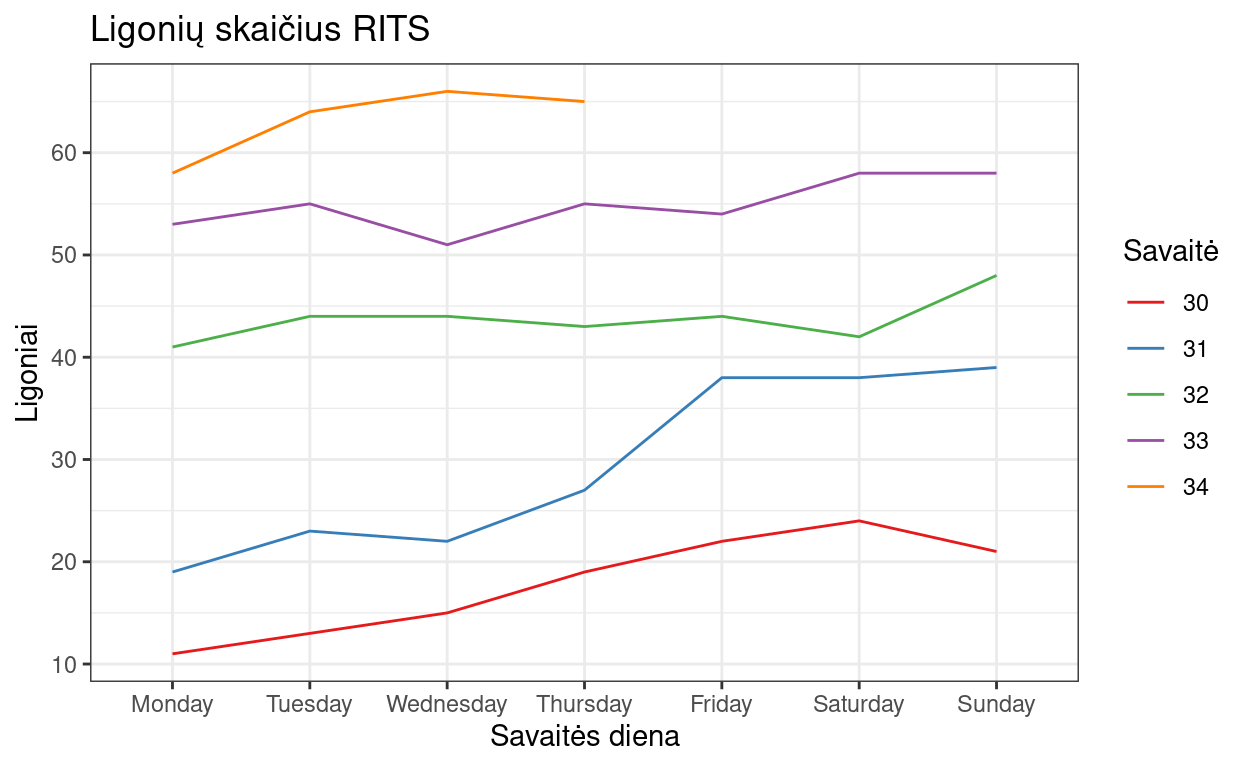 Ligonių skaičius RITS
60
50
40
30
20
10
Ligoniai
Monday Tuesday Wednesday Thursday Friday Saturday Sunday
Savaitės diena
Savaitė
30
31
32
33
34